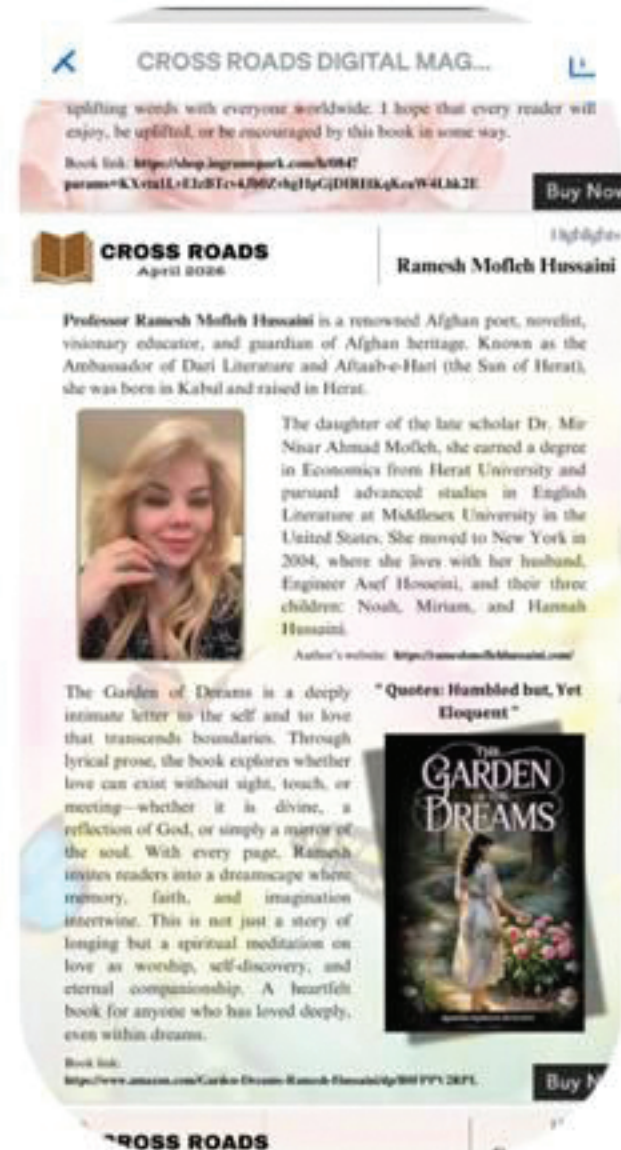 CROSS ROADS DIGITAL MAG...
uplifting words with everyone worldwide. I hope that every reader will
enjoy, be uplifted, or be encouraged by this book in some way.
Book link:
Buy Now
CROSS ROADS
April 2026
Highlights
Ramesh Mofleh Hussaini
Professor Ramesh Mofleh Hussaini is a renowned Afghan poet, novelist,
visionary educator, and guardian of Afghan heritage. Known as the
Ambassador of Dari Literature and Aftaab-e-Hari (the Sun of Herat),
she was born in Kabul and raised in Herat.
The daughter of the late scholar Dr. Mir
Nisar Ahmad Mofleh, she earned a degree
in Economics from Herat University and
pursued advanced studies in English
Literature at Middlesex University in the
United States. She moved to New York in
2004, where she lives with her husband,
Engineer Asef Hosseini, and their three
children: Noah, Miriam, and Hannah
Hussaini.
Author's website: https://rameshmoflehhussaini.com/
The Garden of Dreams is a deeply
intimate letter to the self and to love
that transcends boundaries. Through
lyrical prose, the book explores whether
love can exist without sight, touch, or
meeting—whether it is divine, a
reflection of God, or simply a mirror of
the soul. With every page, Ramesh
invites readers into a dreamscape where
memory, faith, and imagination
intertwine. This is not just a story of
longing but a spiritual meditation on
love as worship, self-discovery, and
eternal companionship. A heartfelt
book for anyone who has loved deeply,
even within dreams.
" Quotes: Humbled but, Yet
Eloquent "
THE
GARDEN
DREAMS
Book link:
Buy N
CROSS ROADS